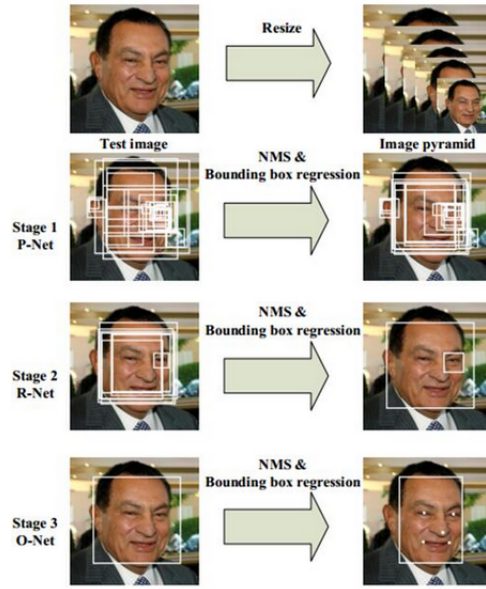 Resize
Test image
Image pyramid
NMS &
Bounding box regression
Stage 1
P-Net
NMS &
Bounding box regression
Stage 2
R-Net
NMS &
Bounding box regression
Stage 3
O-Net